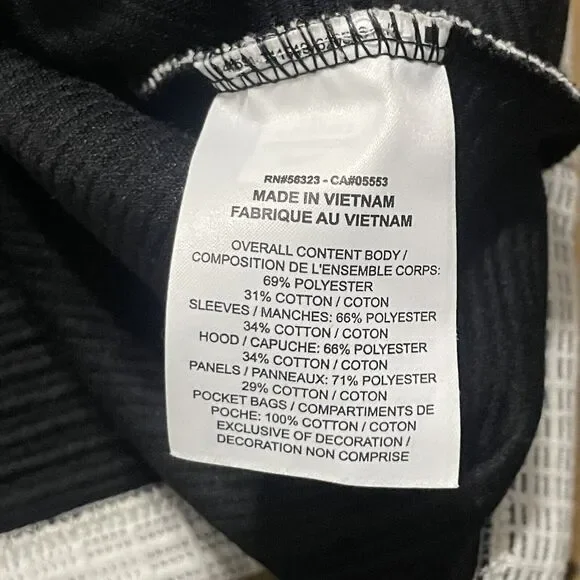 RN#56323 - CA#05553
MADE IN VIETNAM
FABRIQUE AU VIETNAM
OVERALL CONTENT BODY /
COMPOSITION DE L'ENSEMBLE CORPS:
69% POLYESTER
31% COTTON / COTON
SLEEVES / MANCHES: 66% POLYESTER
34% COTTON / COTON
HOOD / CAPUCHE: 66% POLYESTER
34% COTTON / COTON
PANELS / PANNEAUX: 71% POLYESTER
29% COTTON / COTON
POCKET BAGS / COMPARTIMENTS DE
POCHE: 100% COTTON / COTON
EXCLUSIVE OF DECORATION /
DECORATION NON COMPRISE